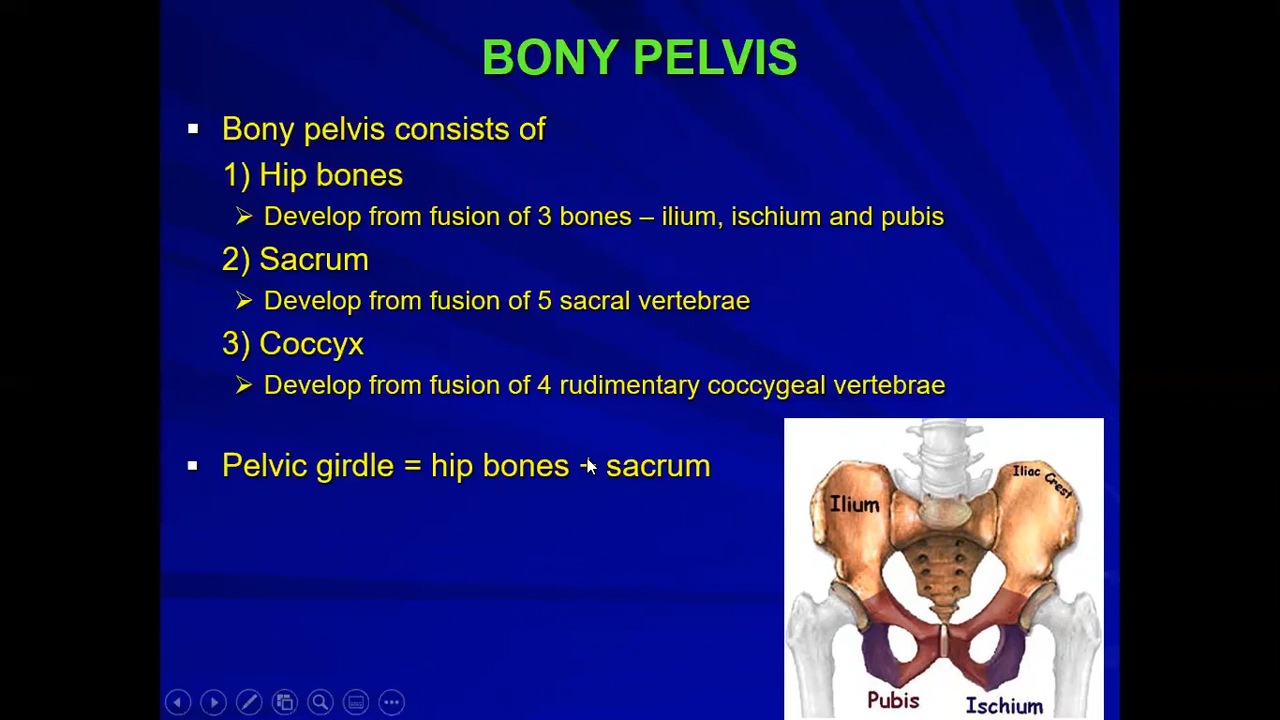 BONY PELVIS
▪ Bony pelvis consists of
1) Hip bones
➢ Develop from fusion of 3 bones – ilium, ischium and pubis
2) Sacrum
➢ Develop from fusion of 5 sacral vertebrae
3) Coccyx
➢ Develop from fusion of 4 rudimentary coccygeal vertebrae
▪ Pelvic girdle = hip bones + sacrum
Iliac Crest
Ilium
Pubis
Ischium